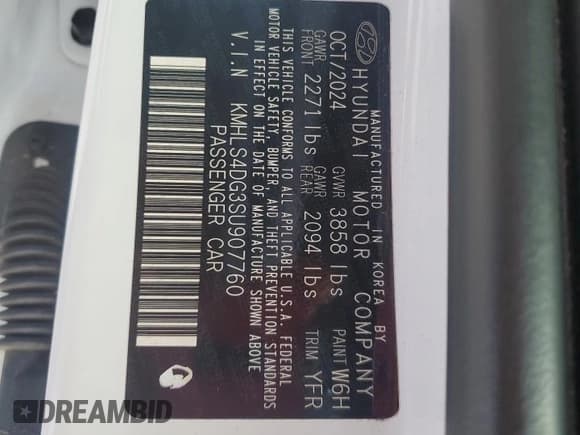 MANUFACTURED IN KOREA BY
HYUNDAI MOTOR COMPANY
OCT/2024 GVWR 3858 lbs PAINT W6H
GAWR FRONT 2271 lbs GAWR REAR 2094 lbs TRIM YFR
THIS VEHICLE CONFORMS TO ALL APPLICABLE U.S.A. FEDERAL
MOTOR VEHICLE SAFETY, BUMPER, AND THEFT PREVENTION STANDARDS
IN EFFECT ON THE DATE OF MANUFACTURE SHOWN ABOVE
V.I.N KMHLS4DG3SU907760
PASSENGER CAR
DREAMBID